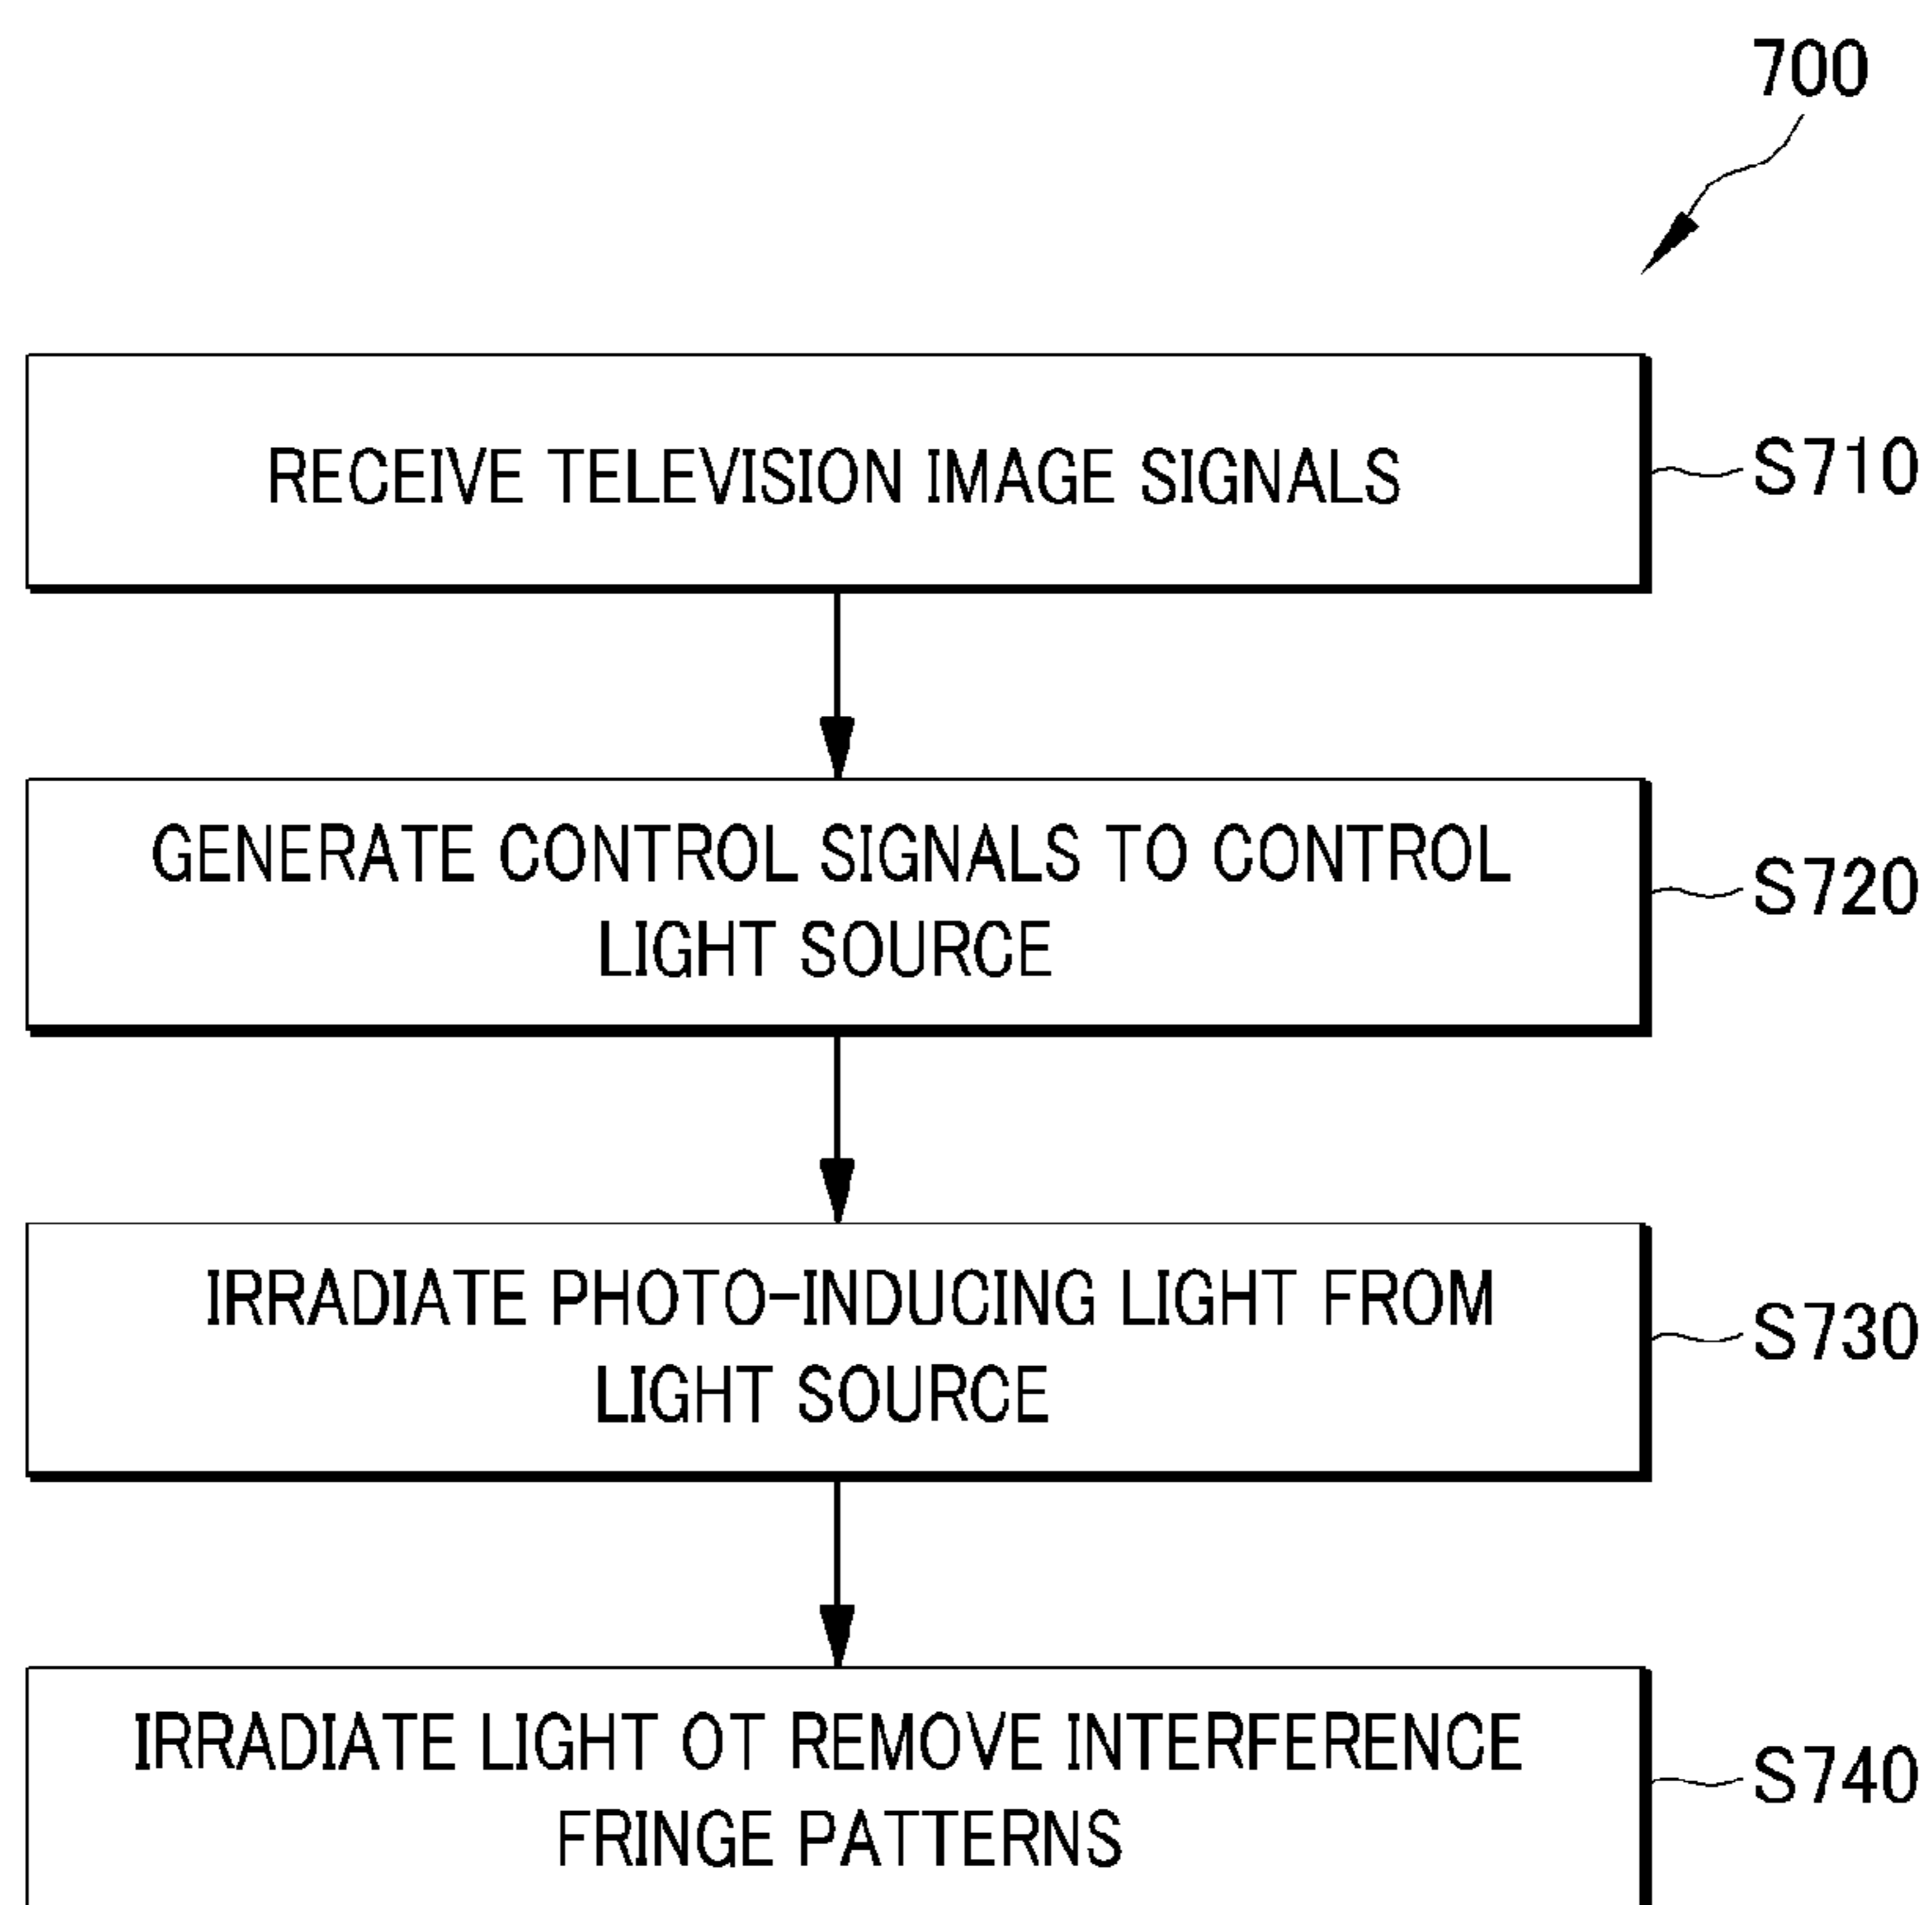 700
RECEIVE TELEVISION IMAGE SIGNALS
S710
GENERATE CONTROL SIGNALS TO CONTROL
LIGHT SOURCE
S720
IRRADIATE PHOTO-INDUCING LIGHT FROM
LIGHT SOURCE
S730
IRRADIATE LIGHT OT REMOVE INTERFERENCE
FRINGE PATTERNS
S740